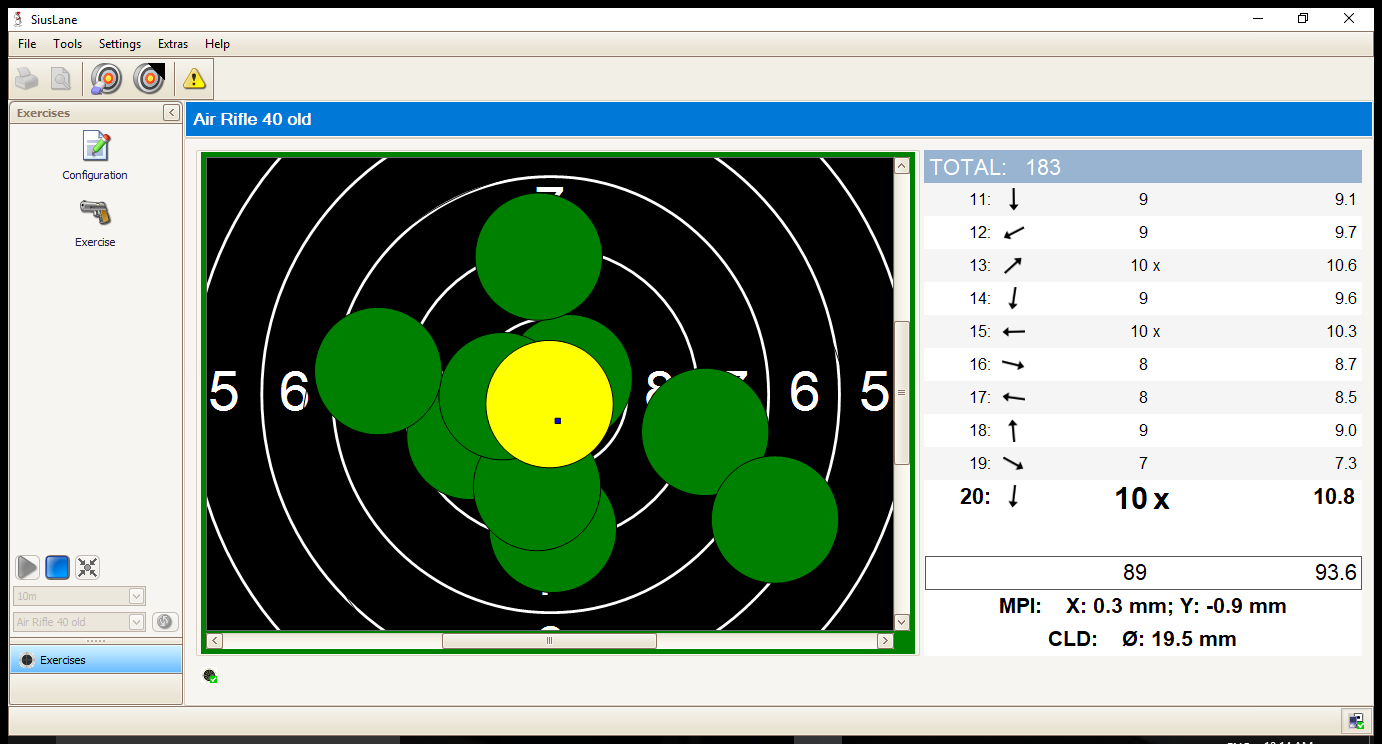 SiusLane
File Tools Settings Extras Help
Exercises
Configuration
Exercise
10m
Air Rifle 40 old
Exercises
Air Rifle 40 old
7
5 6 8 7 6 5
TOTAL: 183
11: 9 9.1
12: 9 9.7
13: 10 x 10.6
14: 9 9.6
15: 10 x 10.3
16: 8 8.7
17: 8 8.5
18: 9 9.0
19: 7 7.3
20: 10 x 10.8
89 93.6
MPI: X: 0.3 mm; Y: -0.9 mm
CLD: Ø: 19.5 mm